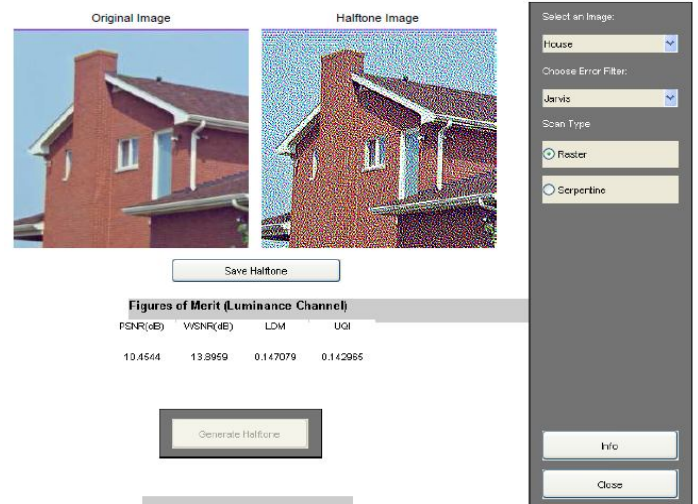 Original Image
Halftone Image
Save Halftone
Figures of Merit (Luminance Channel)
PSNR(dB) WSNR(dB) LDM UQI
10.4544 13.8959 0.147079 0.142965
Generate Halftone
Select an Image:
House
Choose Error Filter:
Jarvis
Scan Type
Raster
Serpentine
Info
Close